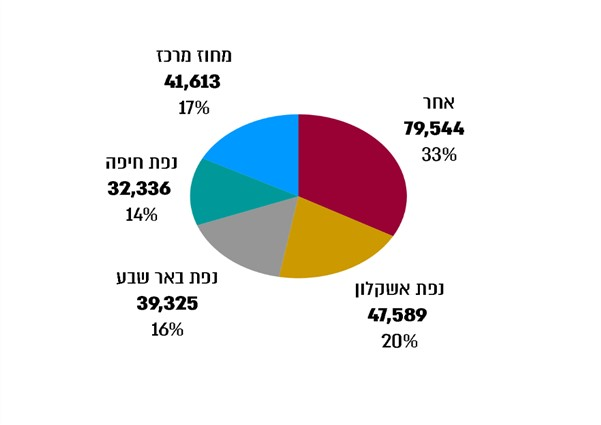 מחוז מרכז
41,613
17%
אחר
79,544
33%
נפת חיפה
32,336
14%
נפת באר שבע
39,325
16%
נפת אשקלון
47,589
20%